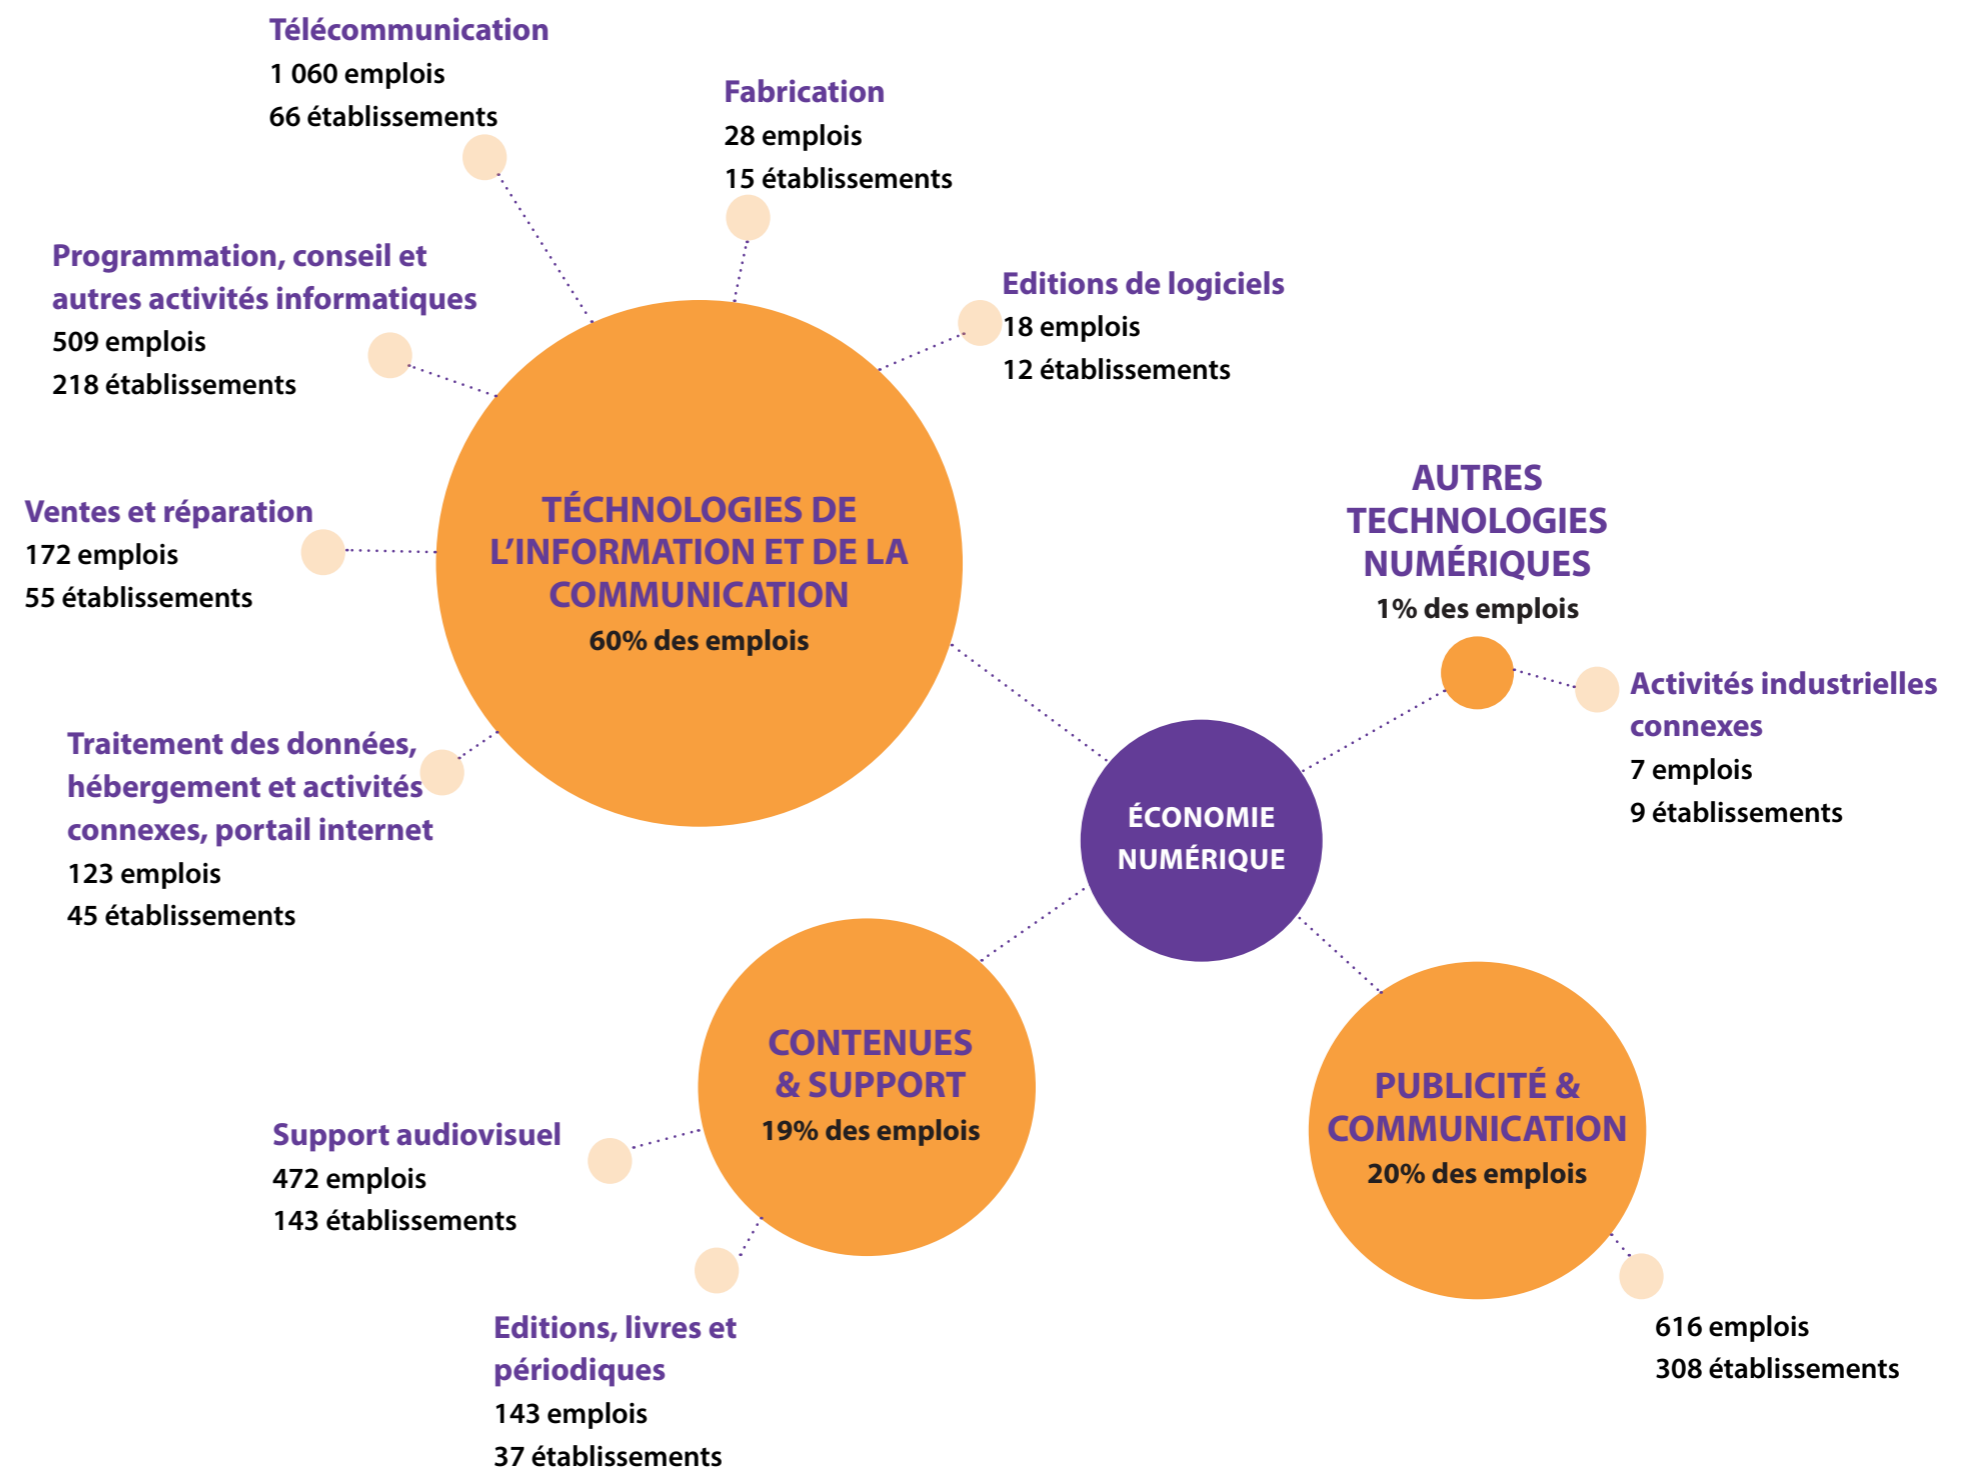 Télécommunication
1 060 emplois
66 établissements
Fabrication
28 emplois
15 établissements
Programmation, conseil et
autres activités informatiques
509 emplois
218 établissements
Editions de logiciels
18 emplois
12 établissements
Ventes et réparation
172 emplois
55 établissements
TÉCHNOLOGIES DE
L’INFORMATION ET DE LA
COMMUNICATION
60% des emplois
AUTRES
TECHNOLOGIES
NUMÉRIQUES
1% des emplois
Activités industrielles
connexes
7 emplois
9 établissements
Traitement des données,
hébergement et activités
connexes, portail internet
123 emplois
45 établissements
ÉCONOMIE
NUMÉRIQUE
CONTENUES
& SUPPORT
19% des emplois
PUBLICITÉ &
COMMUNICATION
20% des emplois
Support audiovisuel
472 emplois
143 établissements
Editions, livres et
périodiques
143 emplois
37 établissements
616 emplois
308 établissements